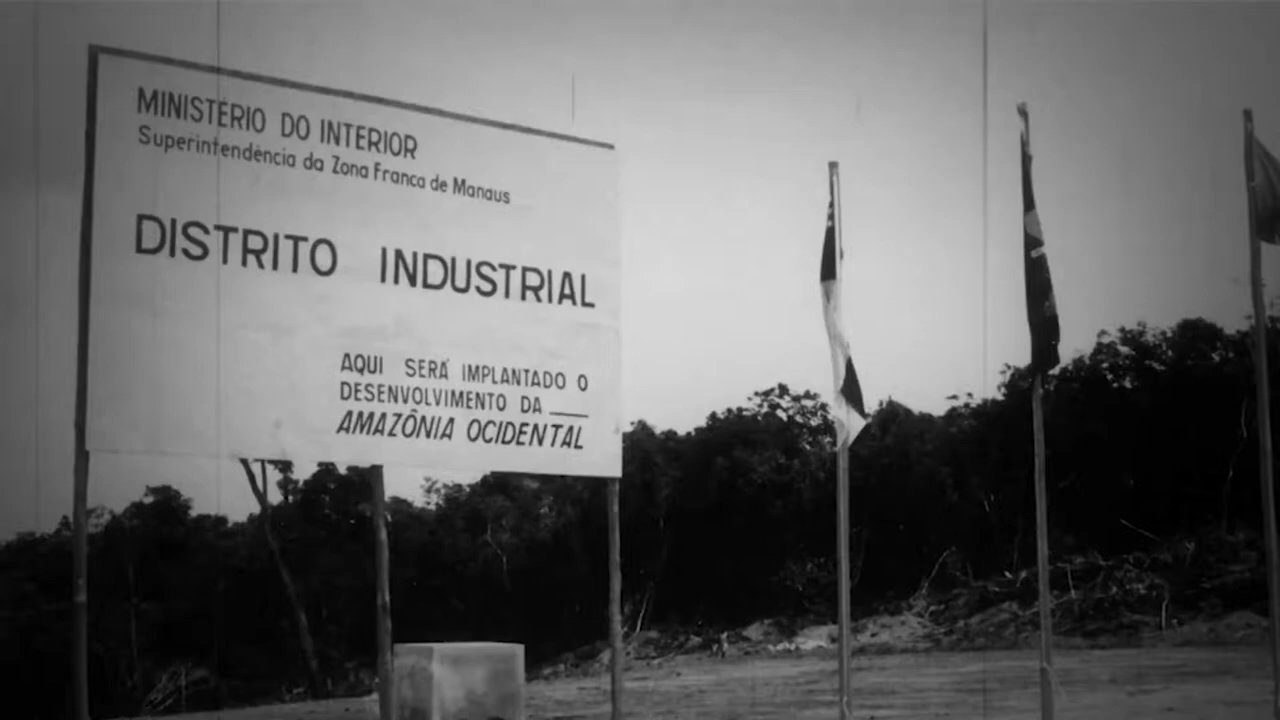 MINISTÉRIO DO INTERIOR
Superintendência da Zona Franca de Manaus
DISTRITO INDUSTRIAL
AQUI SERÁ IMPLANTADO O
DESENVOLVIMENTO DA
AMAZÔNIA OCIDENTAL